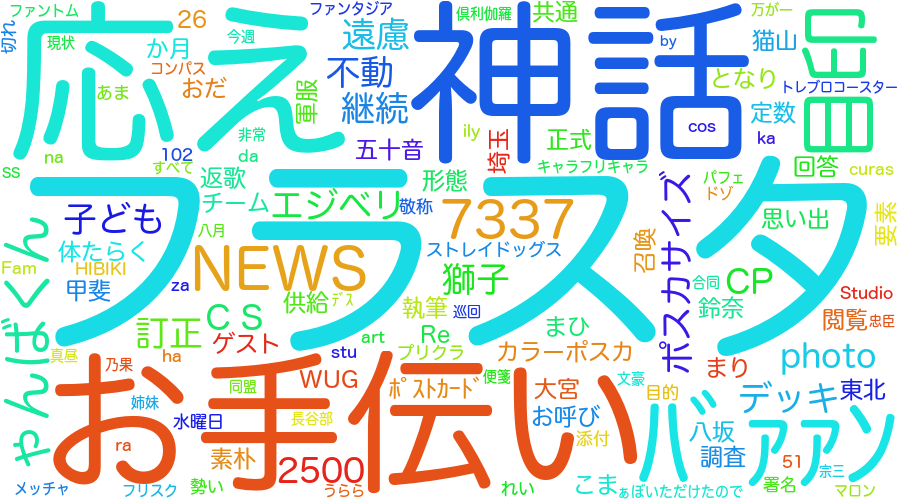 ファントム
26
ファンタジア
倶利伽羅
共通
万が一
切れ
現状
か月
今週
遠慮
応え
神話
目印
by
猫山
コンパス
おだ
不動
となり
トレブロコースター
あま
軍服
継続
定数
非常
ily
cos
ka
na
102
da
五十音
埼玉
正式
ss
すべて
返歌
形態
キャラフリキャラ
回答
curas
チーム
エジベリ
敬称
フラスタ
パフェ
ドゾ
子ども
八月
7337
ポスカサイズ
思い出
要素
体たらく
NEWS
ストレイドッグス
召喚
Fam
HIBIKI
za
獅子
合同
CP
甲斐
供給
ﾃﾞｽ
執筆
巡回
鈴奈
Studio
ゃんばくん
訂正
CS
art
Re
まひ
閲覧
忠臣
真昼
ha
ゲスト
stu
プリクラ
カラーポスカ
photo
乃果
お手伝い
同盟
WUG
ﾎﾟｽﾄｶｰﾄﾞ
便箋
大宮
文豪
まり
目的
デッキ
東北
姉妹
水曜日
長谷部
お呼び
バァァン
ra
添付
八坂
素朴
2500
調査
51
宗三
メッチャ
フリスク
勢い
うらら
れい
こま
ぁぼいただけたので
署名
マロン